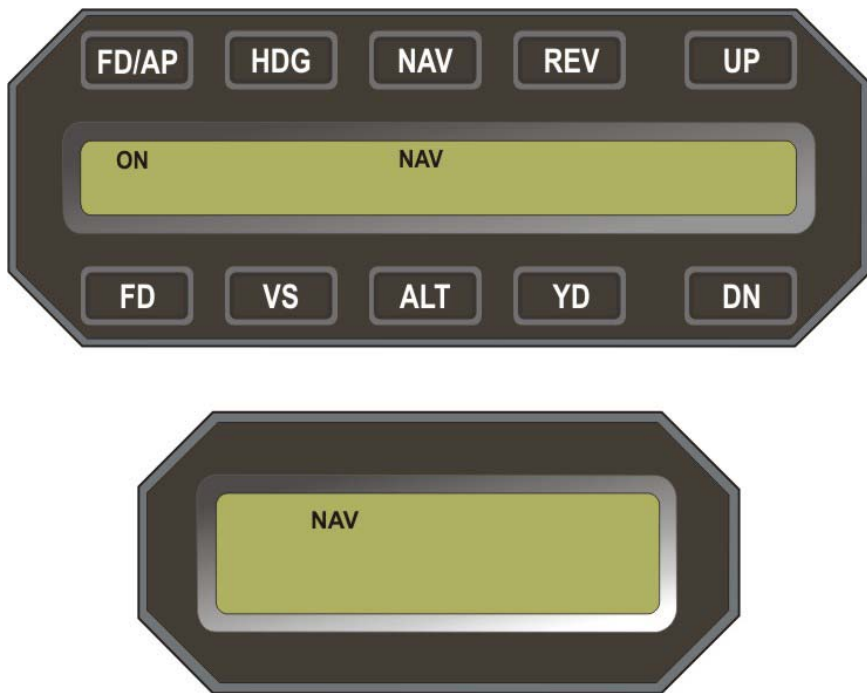 FD/AP HDG NAV REV UP
ON NAV
FD VS ALT YD DN
NAV